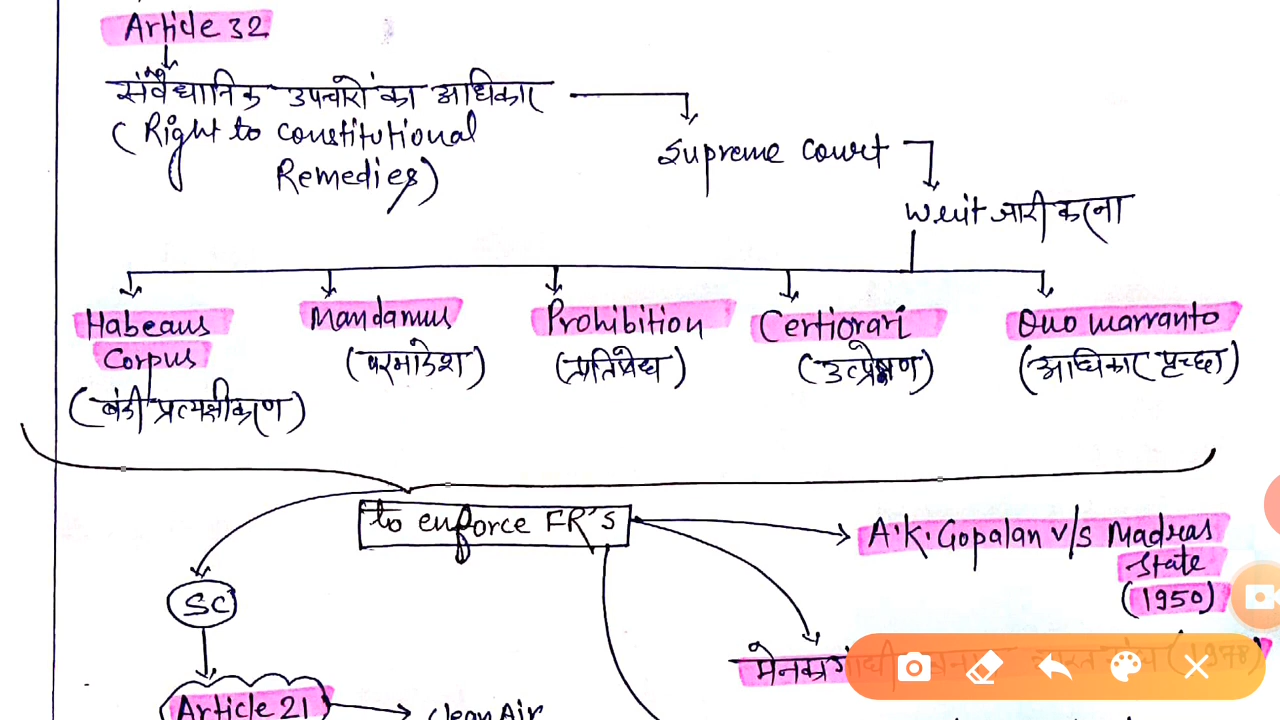 Article 32
संवैधानिक उपचारों का अधिकार
(Right to constitutional
Remedies)
Supreme Court
Writ जारी करना
Habeaus
Corpus
(बंदी प्रत्यक्षीकरण)
Mandamus
(परमादेश)
Prohibition
(प्रतिषेध)
Certiorari
(उत्प्रेषण)
Quo warranto
(अधिकार पृच्छा)
to enforce FR's
A.K. Gopalan v/s Madras
State
(1950)
SC
मेनका गांधी (1978)
Article 21
Clean Air